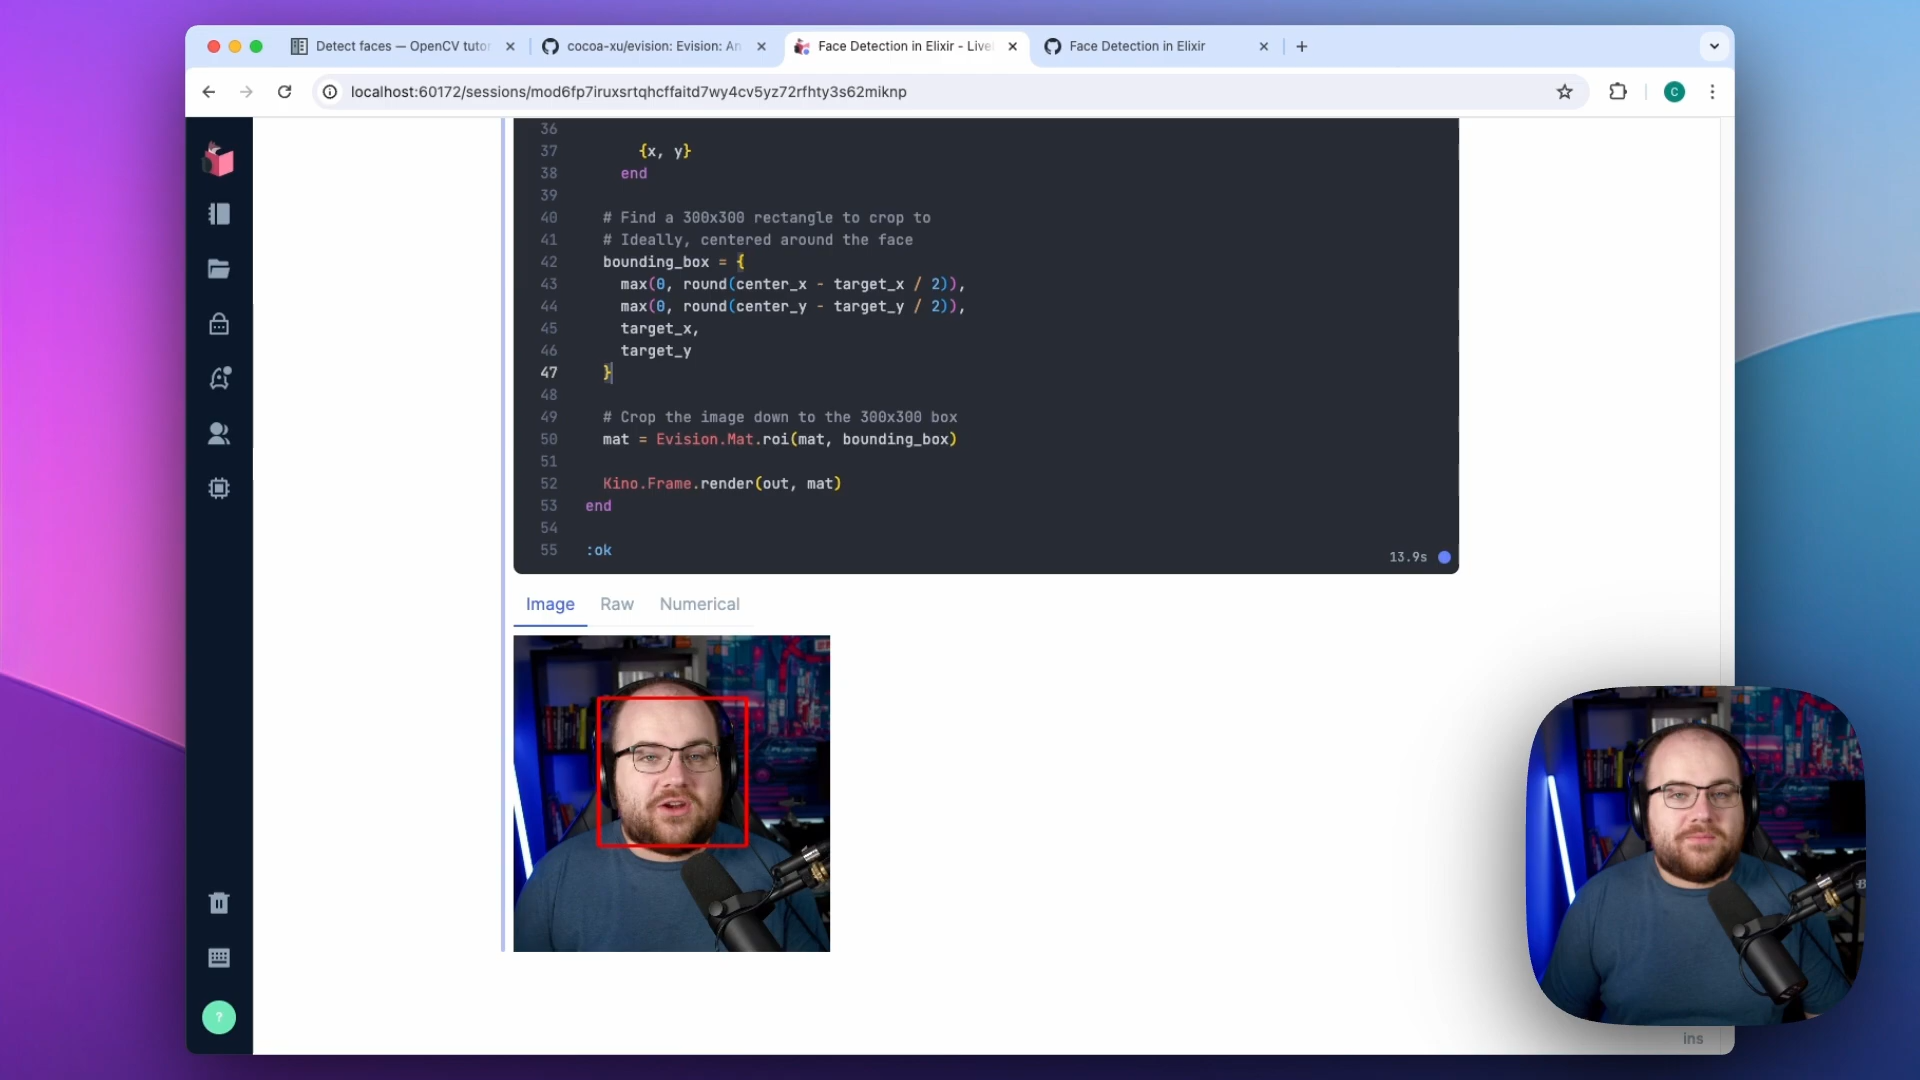 Detect faces — OpenCV tutor
cocoa-xu/evision: Evision: An
Face Detection in Elixir - Live
Face Detection in Elixir
localhost:60172/sessions/mod6fp7iruxsrtqhcffaitd7wy4cv5yz72rfhty3s62miknp
C
36
37 {x, y}
38 end
39
40 # Find a 300x300 rectangle to crop to
41 # Ideally, centered around the face
42 bounding_box = {
43 max(0, round(center_x - target_x / 2)),
44 max(0, round(center_y - target_y / 2)),
45 target_x,
46 target_y
47 }
48
49 # Crop the image down to the 300x300 box
50 mat = Evision.Mat.roi(mat, bounding_box)
51
52 Kino.Frame.render(out, mat)
53 end
54
55 :ok
13.9s
Image Raw Numerical
?
ins